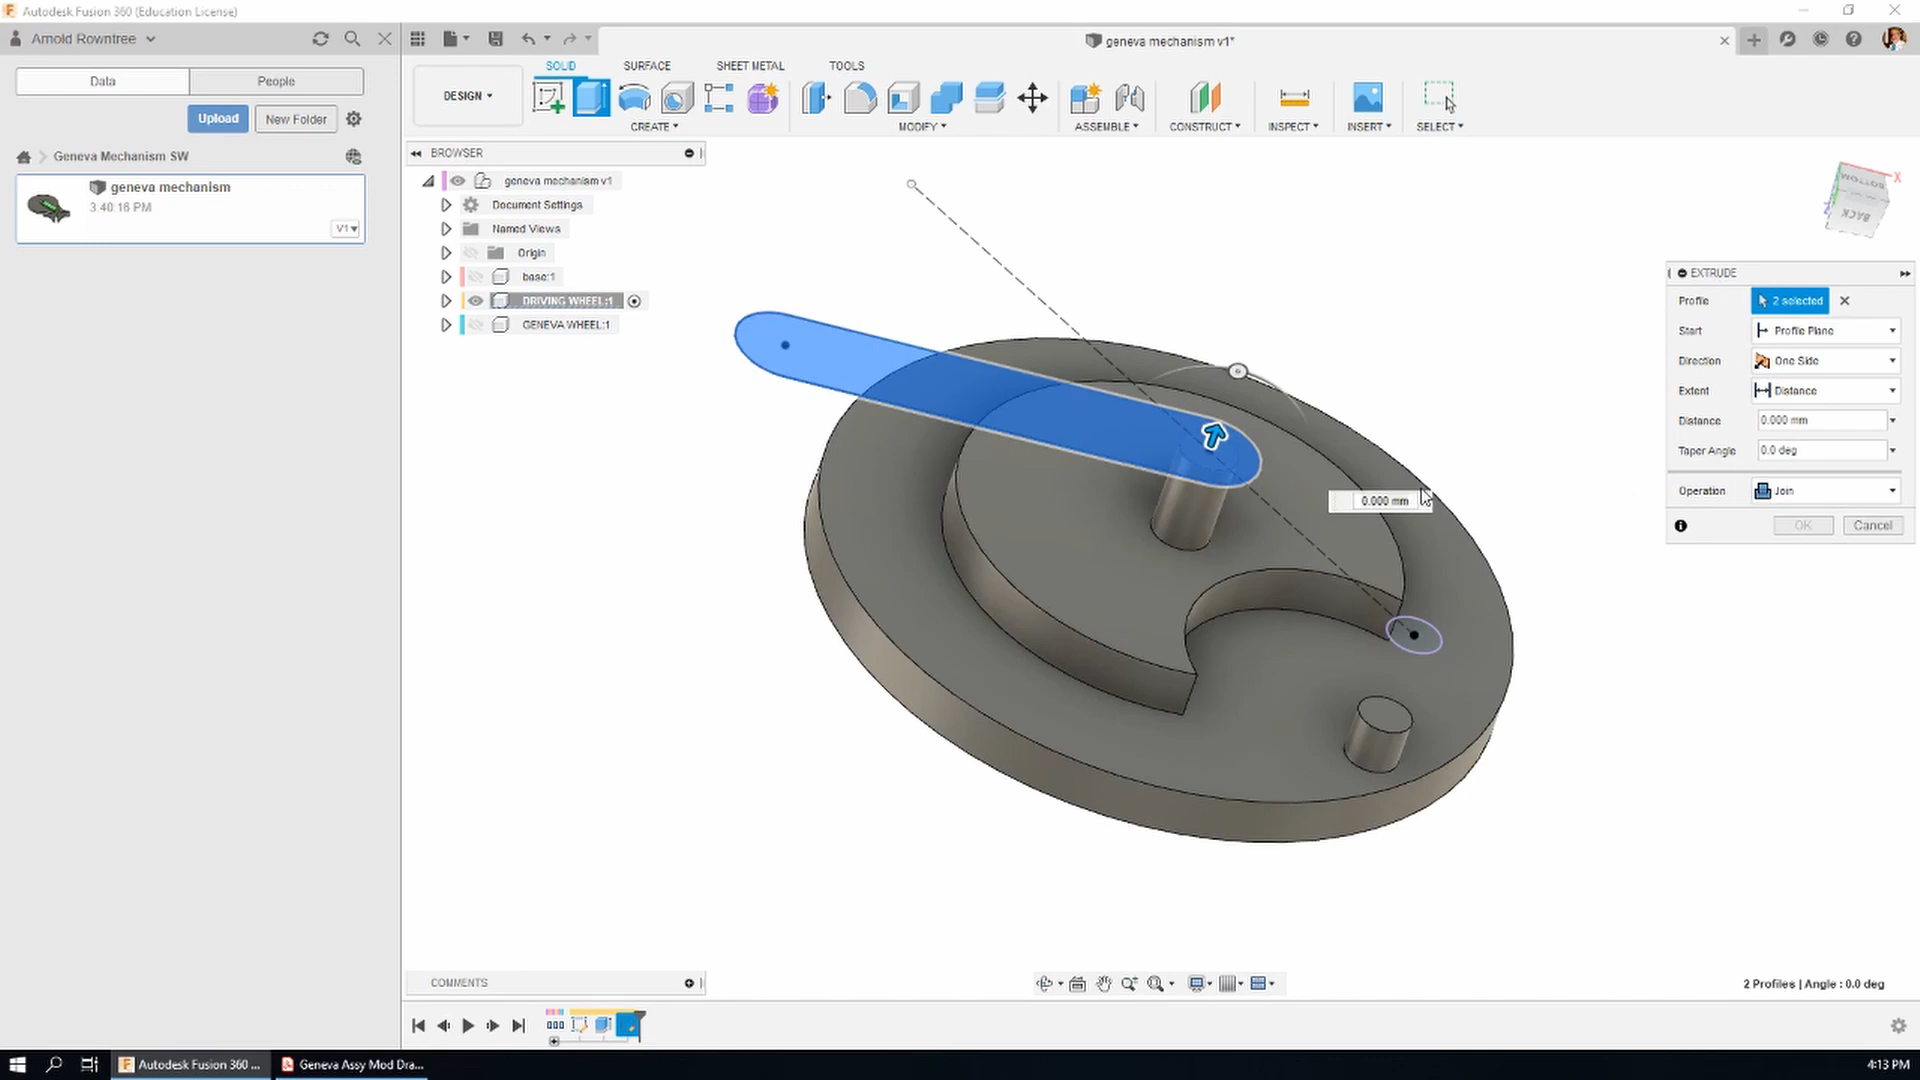 Autodesk Fusion 360 (Education License)
Arnold Rowntree
geneva mechanism v1*
Data
People
Upload
New Folder
Geneva Mechanism SW
geneva mechanism
3:40:16 PM
V1
DESIGN
SOLID
SURFACE
SHEET METAL
TOOLS
CREATE
MODIFY
ASSEMBLE
CONSTRUCT
INSPECT
INSERT
SELECT
BROWSER
geneva mechanism v1
Document Settings
Named Views
Origin
base:1
DRIVING WHEEL:1
GENEVA WHEEL:1
BOTTOM
BACK
X
EXTRUDE
Profile
2 selected
Start
Profile Plane
Direction
One Side
Extent
Distance
Distance
0.000 mm
Taper Angle
0.0 deg
Operation
Join
OK
Cancel
0.000 mm
COMMENTS
2 Profiles | Angle : 0.0 deg
Autodesk Fusion 360 ...
Geneva Assy Mod Dra...
4:13 PM